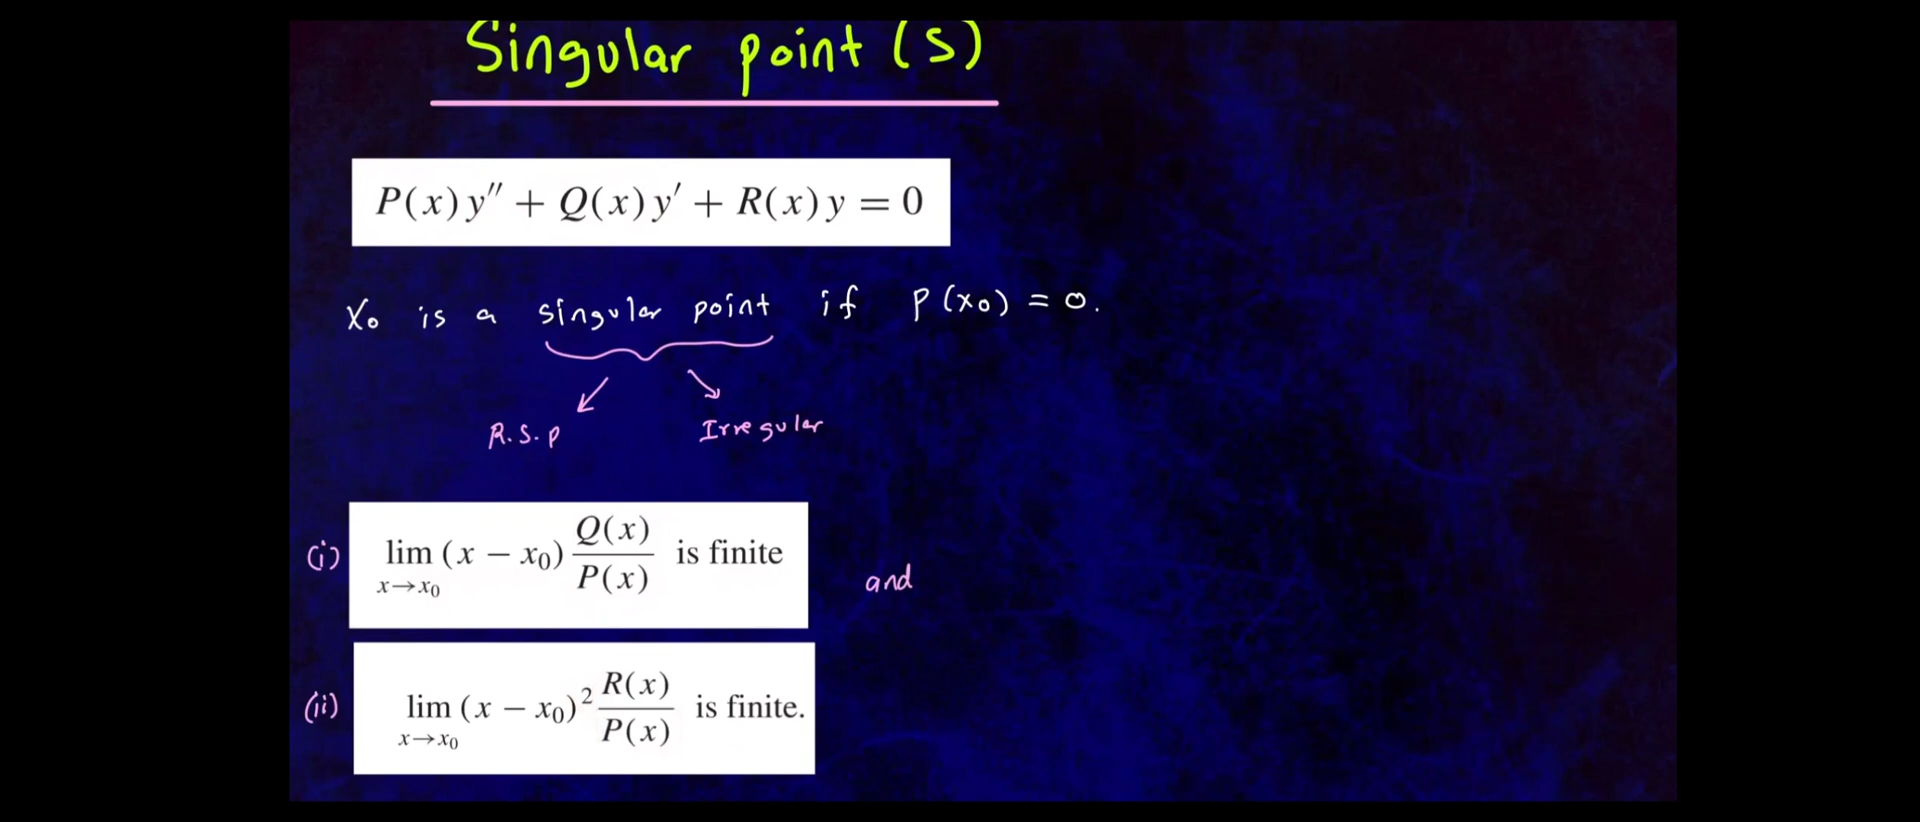 Singular point (s)
P(x) y″ + Q(x) y′ + R(x) y = 0
x₀ is a singular point if P(x₀) = 0.
R.S.P Irregular
(i) lim x→x₀ (x − x₀) Q(x)/P(x) is finite and
(ii) lim x→x₀ (x − x₀)² R(x)/P(x) is finite.